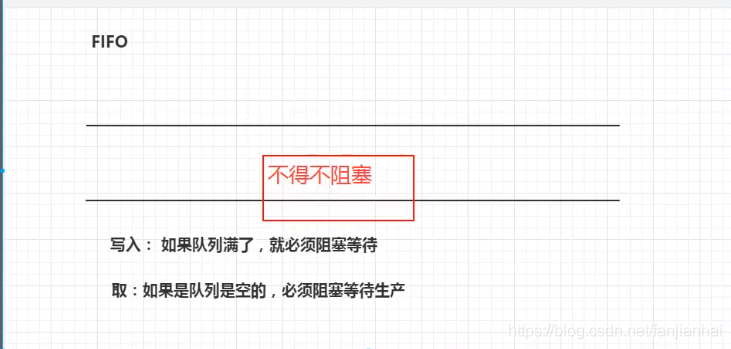 FIFO
不得不阻塞
写入： 如果队列满了，就必须阻塞等待
取：如果是队列是空的，必须阻塞等待生产
https://blog.csdn.net/fanjianhai